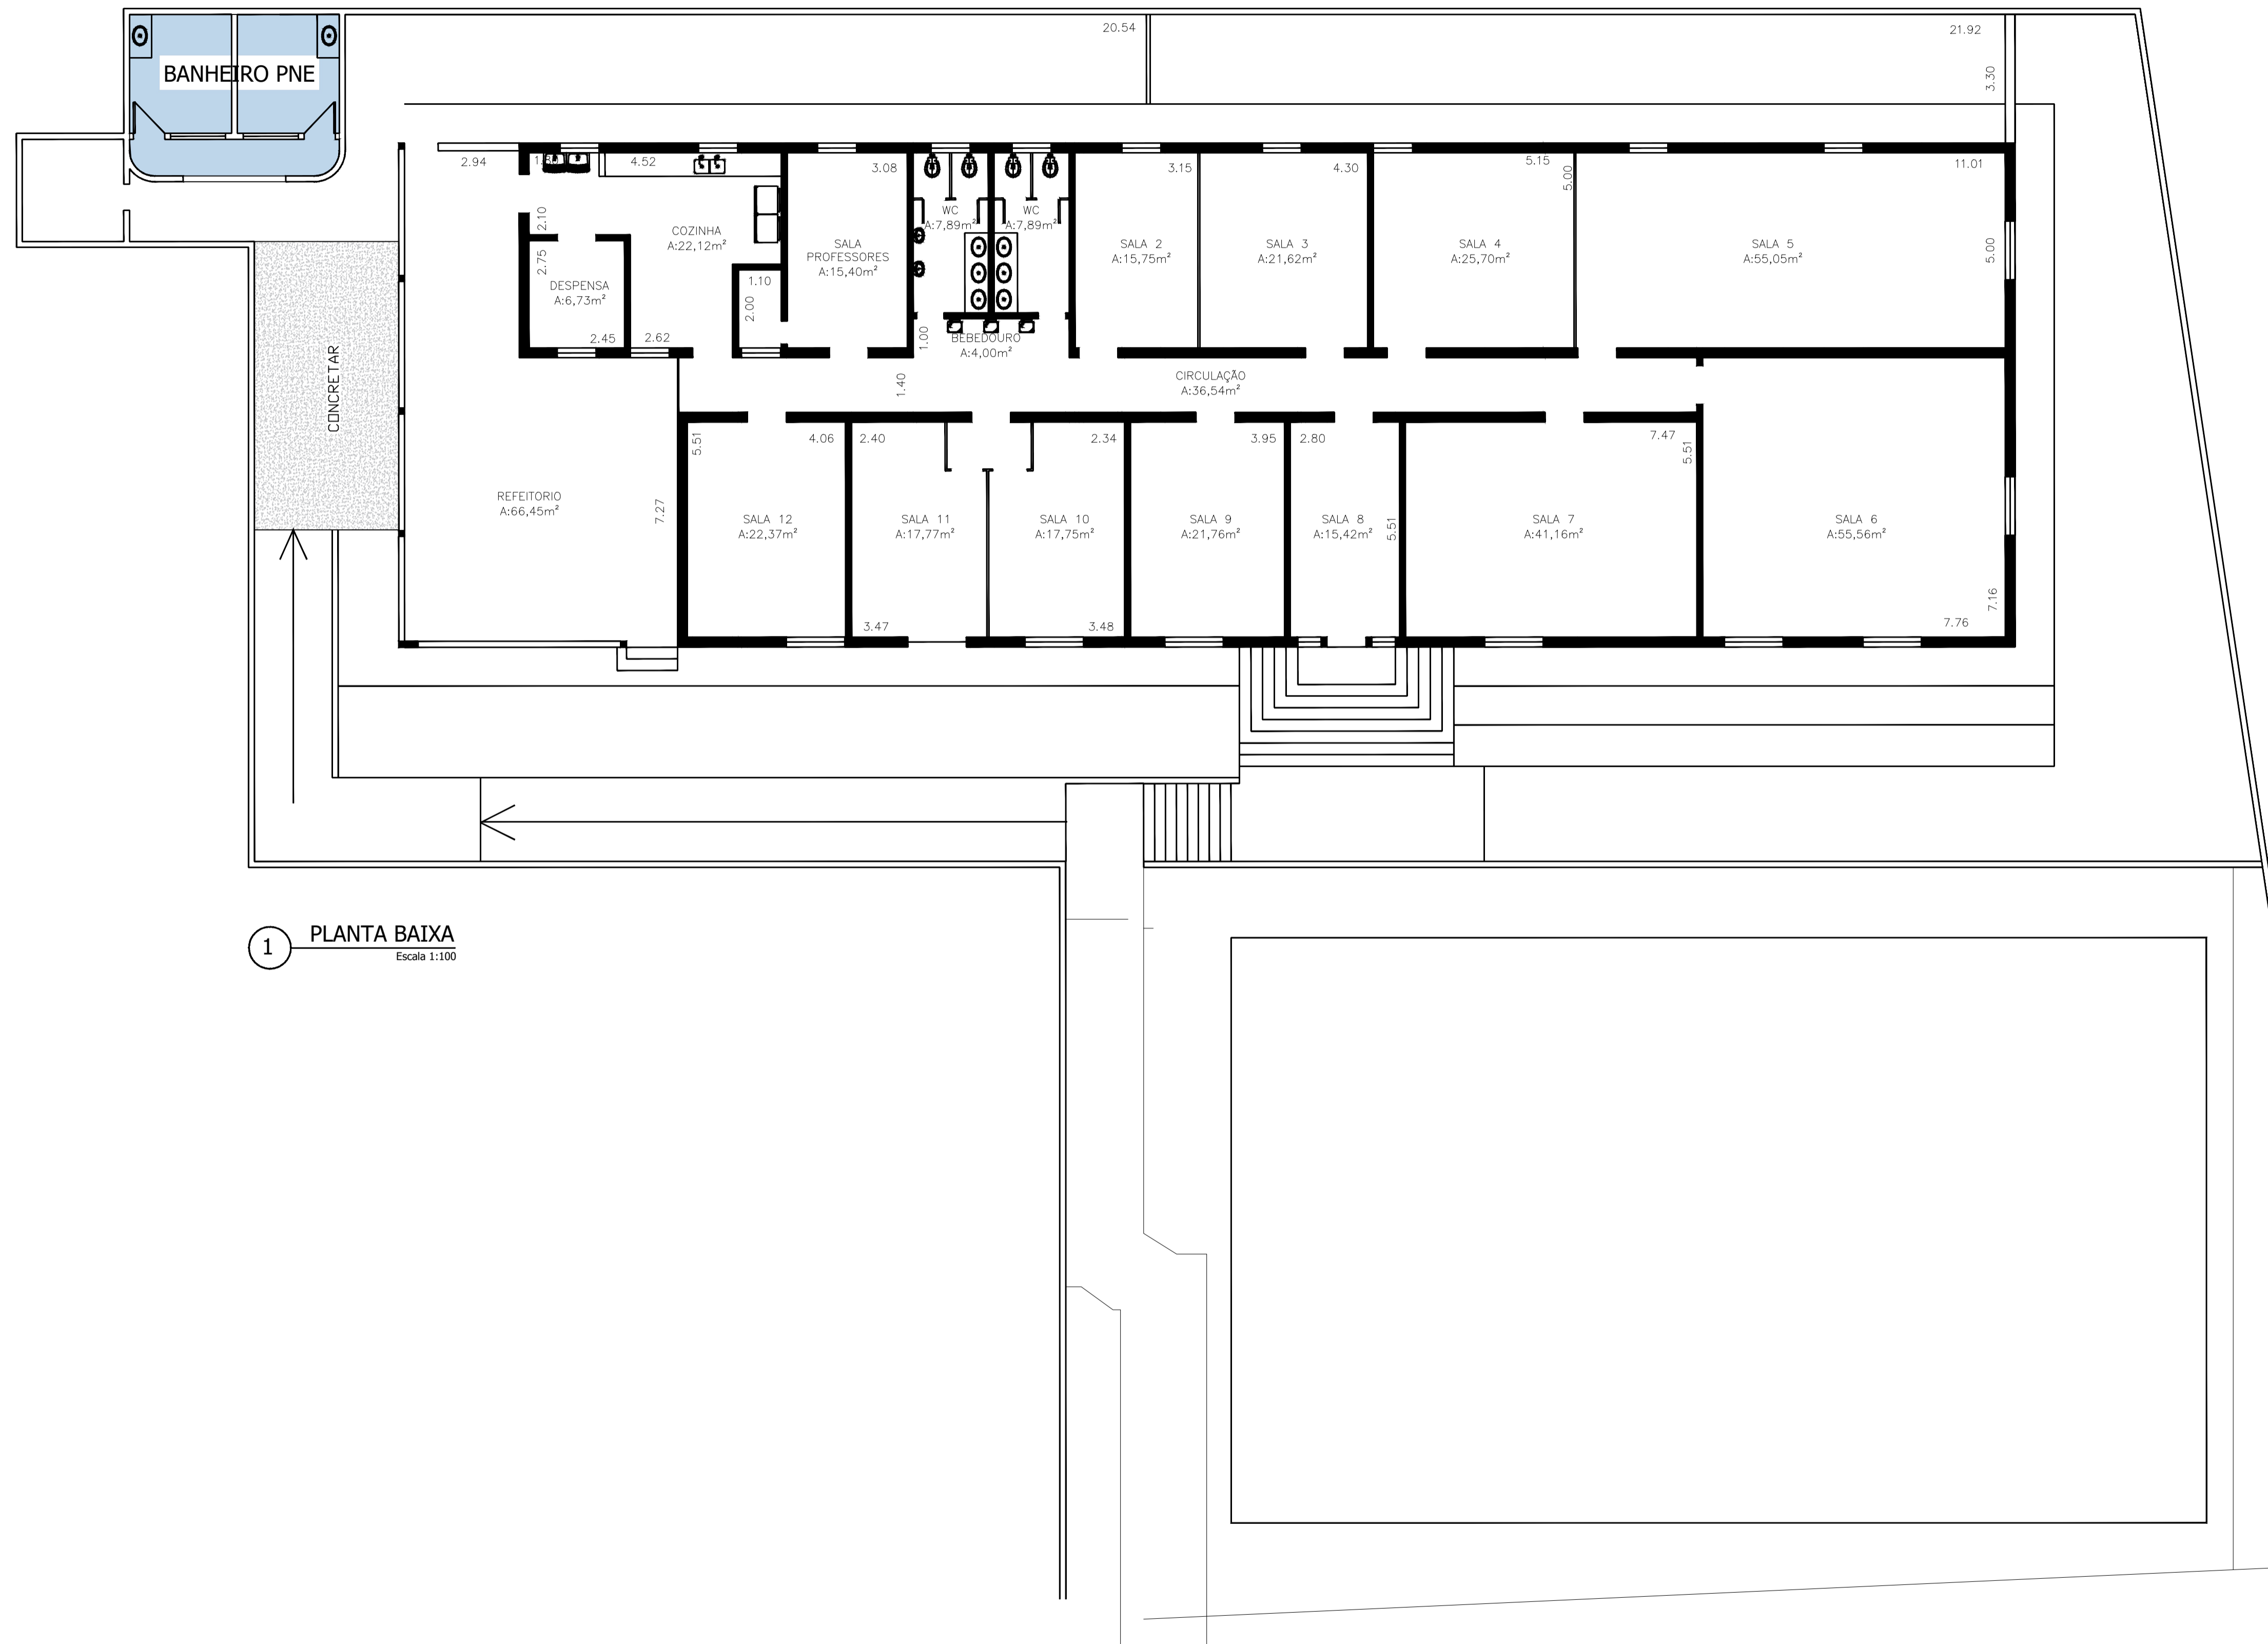 20.54
21.92
3.30
BANHEIRO PNE
2.94
4.52
3.08
3.15
4.30
5.15
5.00
11.01
2.10
COZINHA
A:22,12m²
SALA
PROFESSORES
A:15,40m²
WC
A:7,89m²
WC
A:7,89m²
SALA 2
A:15,75m²
SALA 3
A:21,62m²
SALA 4
A:25,70m²
SALA 5
A:55,05m²
5.00
2.75
DESPENSA
A:6,73m²
1.10
2.00
2.45
2.62
1.00
BEBEDOURO
A:4,00m²
CONCRETAR
1.40
CIRCULAÇÃO
A:36,54m²
5.51
4.06
2.40
2.34
3.95
2.80
7.47
5.51
REFEITORIO
A:66,45m²
7.27
SALA 12
A:22,37m²
SALA 11
A:17,77m²
SALA 10
A:17,75m²
SALA 9
A:21,76m²
SALA 8
A:15,42m²
5.51
SALA 7
A:41,16m²
SALA 6
A:55,56m²
7.16
3.47
3.48
7.76
1
PLANTA BAIXA
Escala 1:100